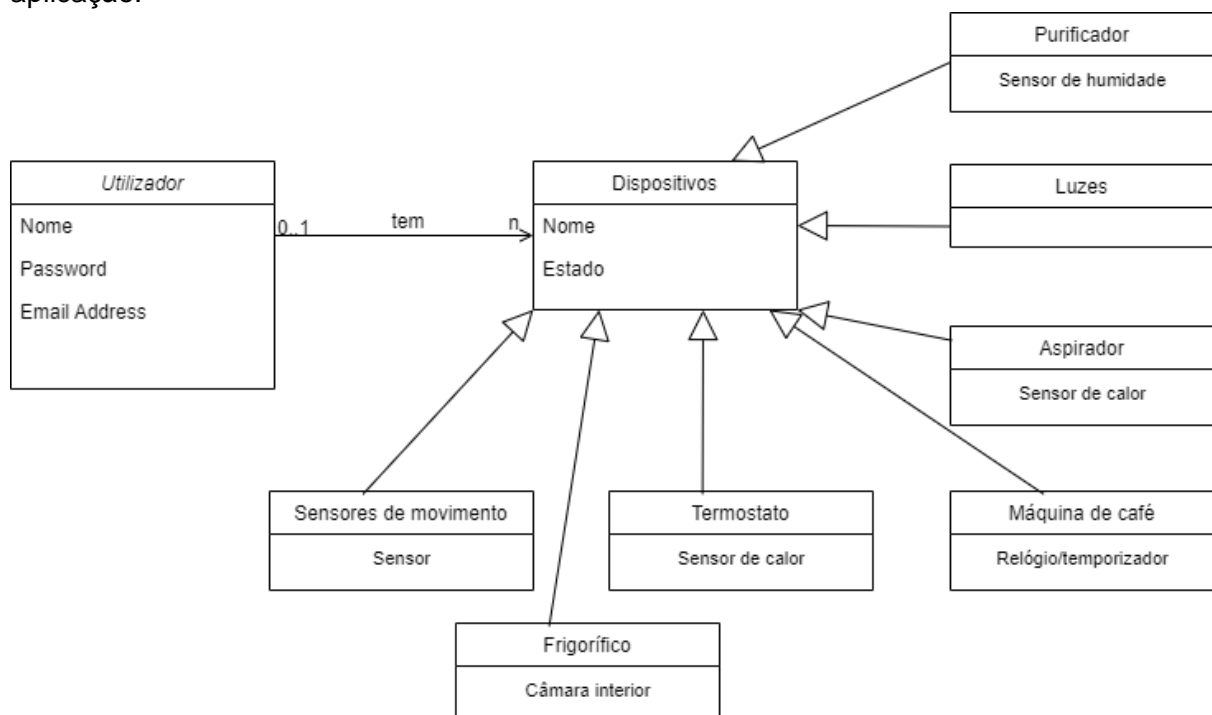 aplicação.
Purificador
Sensor de humidade
Utilizador
Nome
Password
Email Address
0..1
tem
n
Dispositivos
Nome
Estado
Luzes
Aspirador
Sensor de calor
Sensores de movimento
Sensor
Termostato
Sensor de calor
Máquina de café
Relógio/temporizador
Frigorífico
Câmara interior